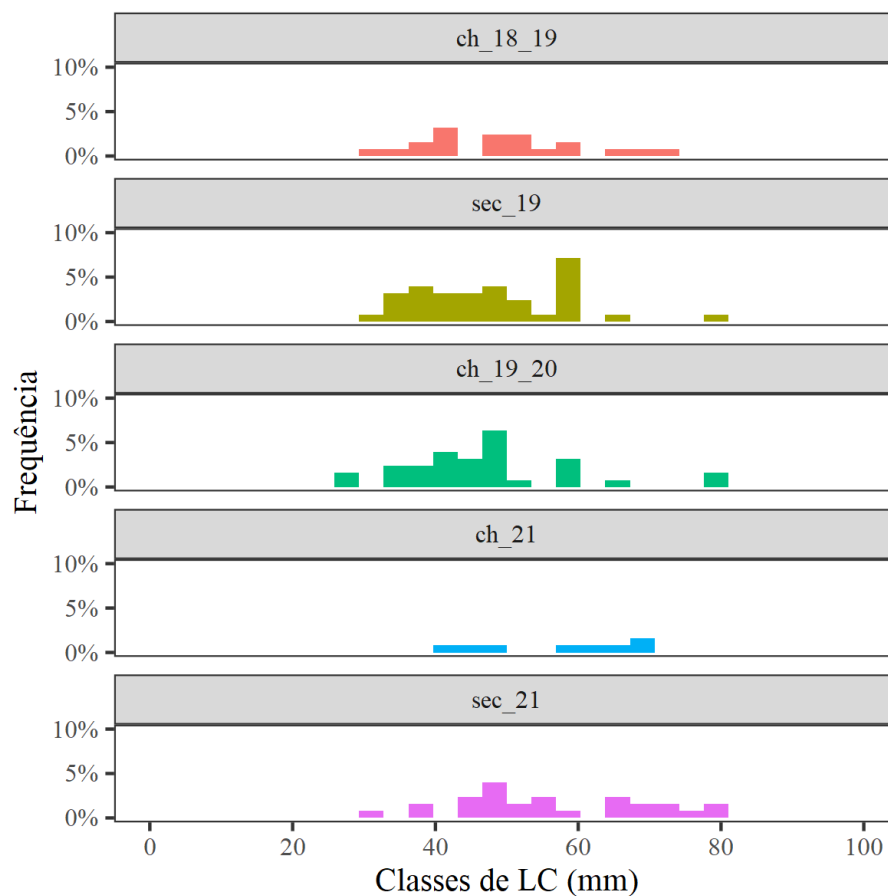 ch_18_19
10%
5%
0%
sec_19
10%
5%
0%
ch_19_20
10%
5%
0%
ch_21
10%
5%
0%
sec_21
10%
5%
0%
Frequência
0 20 40 60 80 100
Classes de LC (mm)